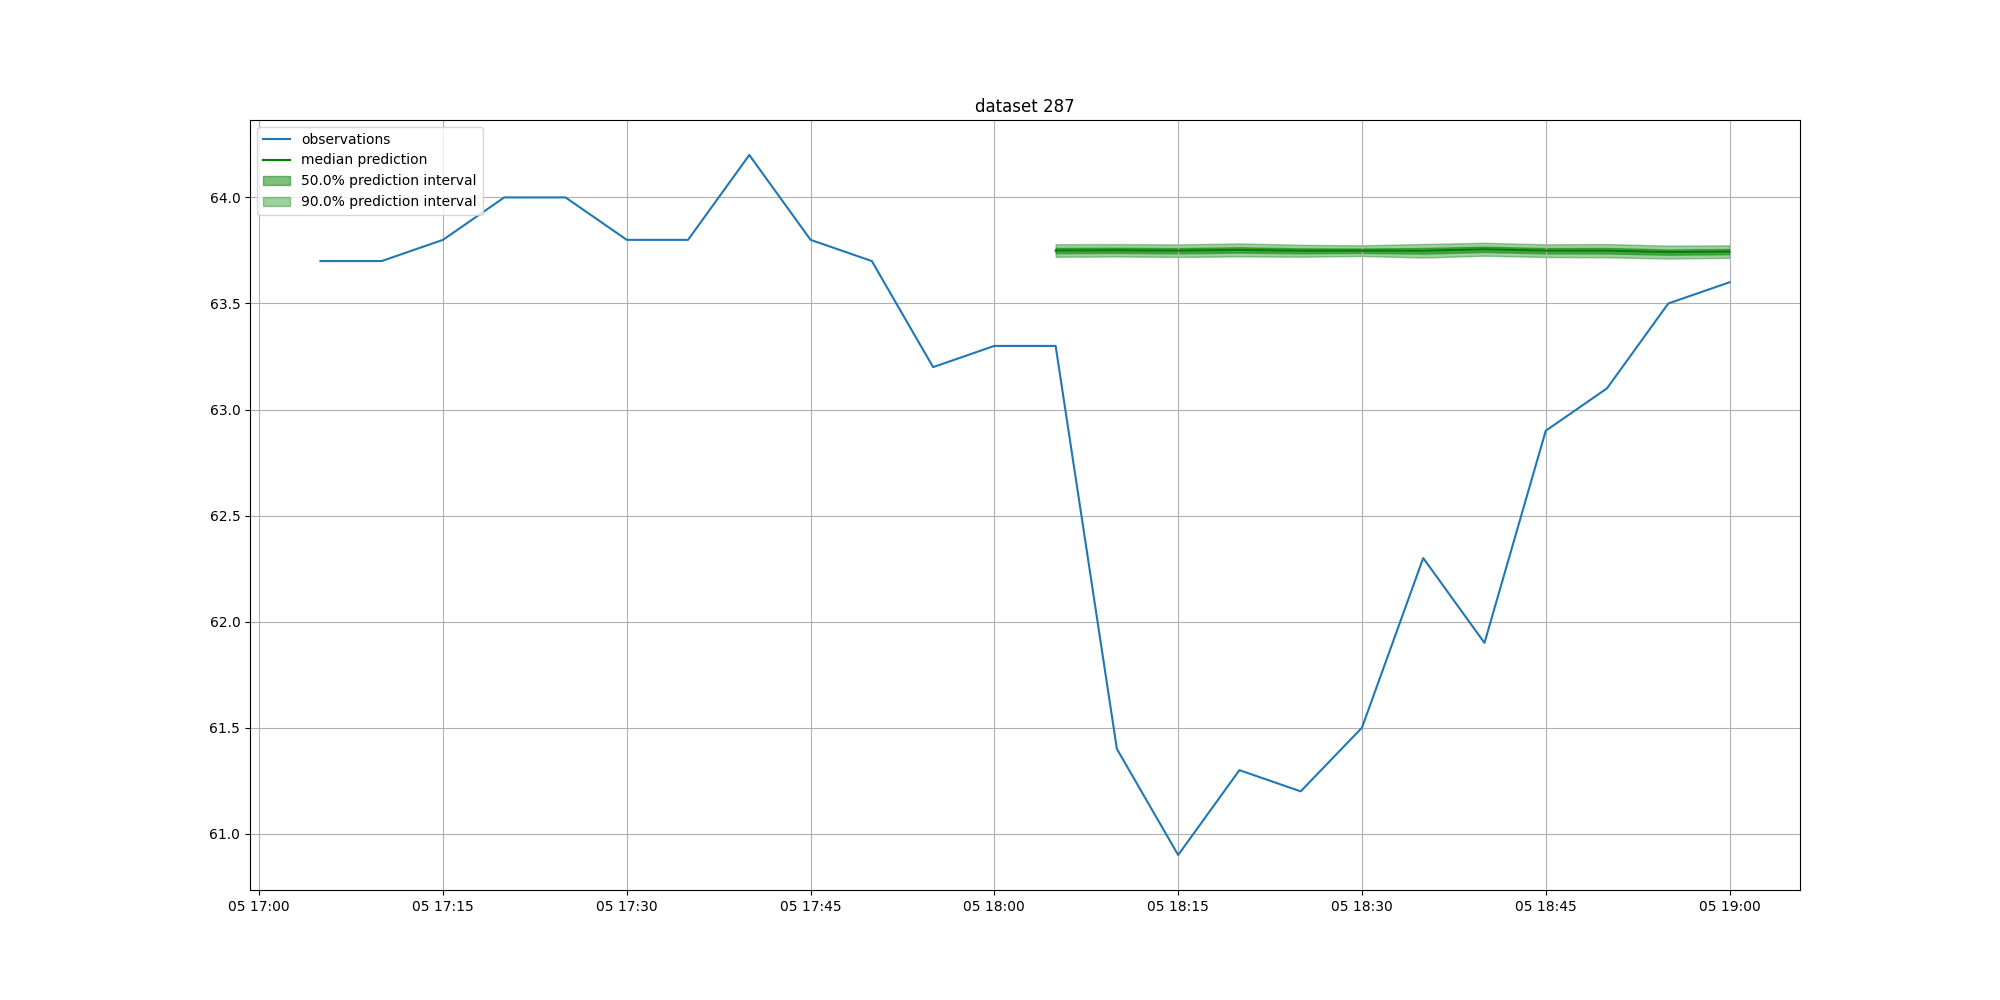 dataset 287
observations
median prediction
50.0% prediction interval
90.0% prediction interval
64.0
63.5
63.0
62.5
62.0
61.5
61.0
05 17:00 05 17:15 05 17:30 05 17:45 05 18:00 05 18:15 05 18:30 05 18:45 05 19:00